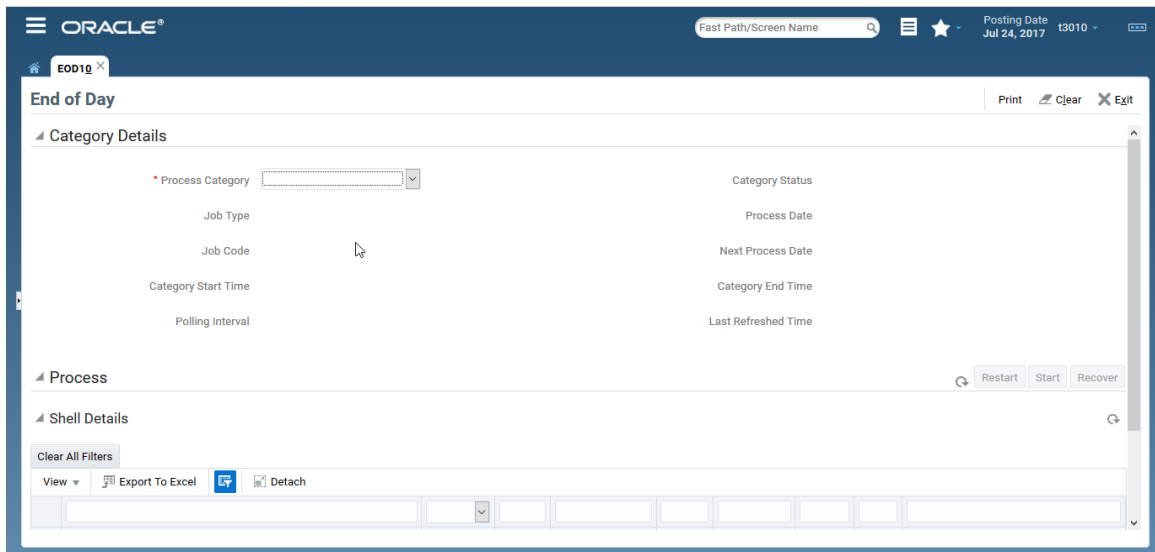 ORACLE®
Fast Path/Screen Name
Posting Date
Jul 24, 2017
t3010
EOD10
End of Day
Print
Clear
Exit
Category Details
* Process Category
Category Status
Job Type
Process Date
Job Code
Next Process Date
Category Start Time
Category End Time
Polling Interval
Last Refreshed Time
Process
Restart
Start
Recover
Shell Details
Clear All Filters
View
Export To Excel
Detach